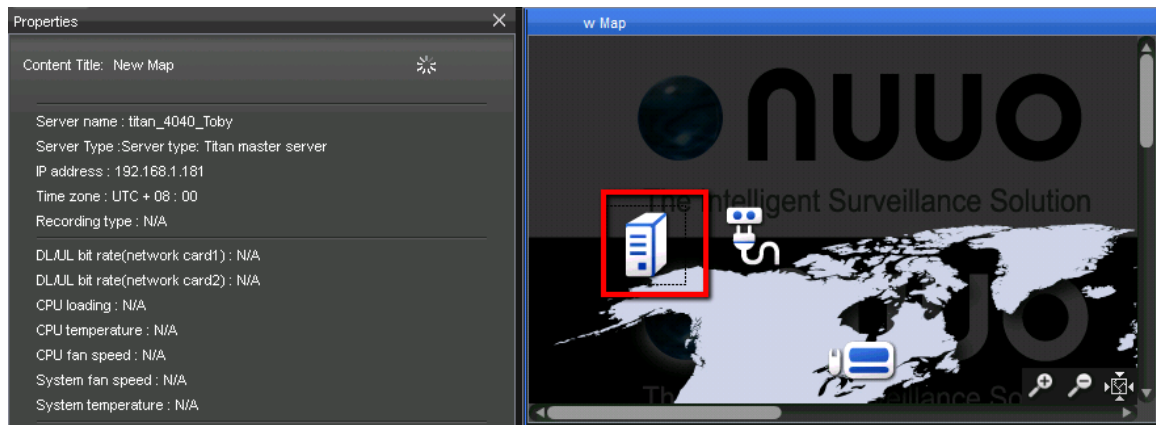 Properties
Content Title: New Map
Server name : titan_4040_Toby
Server Type :Server type: Titan master server
IP address : 192.168.1.181
Time zone : UTC + 08 : 00
Recording type : N/A
DL/UL bit rate(network card1) : N/A
DL/UL bit rate(network card2) : N/A
CPU loading : N/A
CPU temperature : N/A
CPU fan speed : N/A
System fan speed : N/A
System temperature : N/A
w Map
nuuo
The Intelligent Surveillance Solution